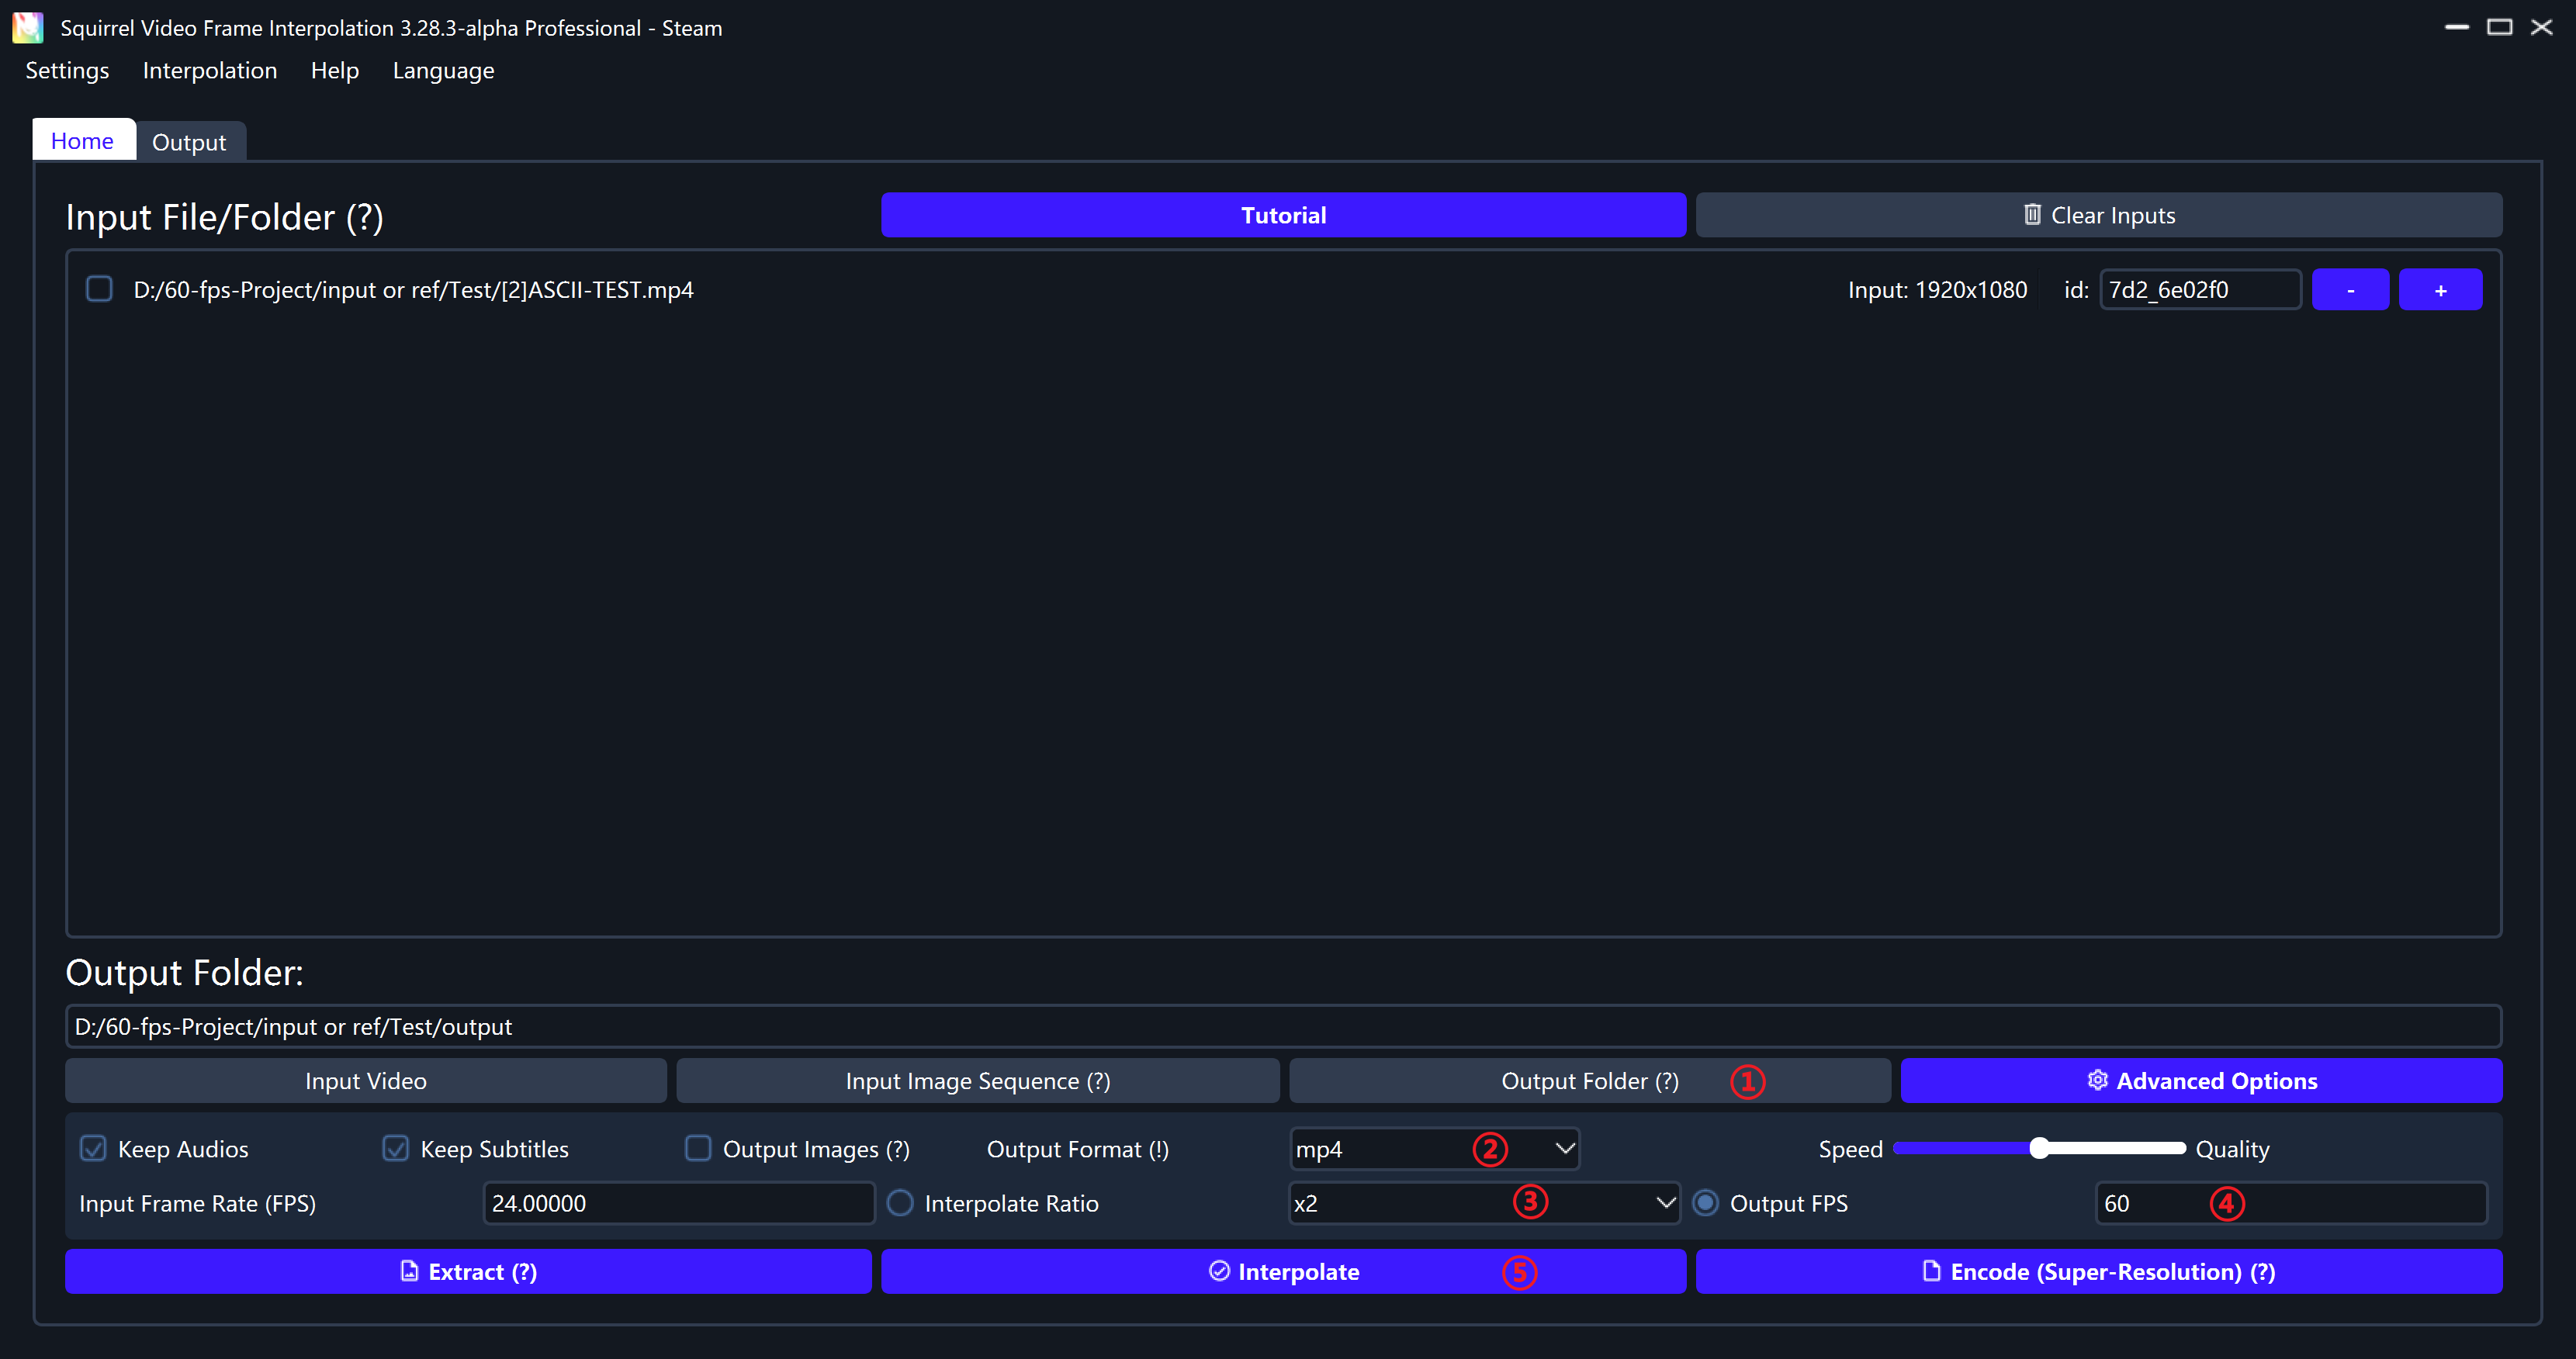 Squirrel Video Frame Interpolation 3.28.3-alpha Professional - Steam
Settings Interpolation Help Language
Home Output
Input File/Folder (?) Tutorial Clear Inputs
D:/60-fps-Project/input or ref/Test/[2]ASCII-TEST.mp4 Input: 1920x1080 id: 7d2_6e02f0 - +
Output Folder:
D:/60-fps-Project/input or ref/Test/output
Input Video Input Image Sequence (?) Output Folder (?) ① Advanced Options
Keep Audios Keep Subtitles Output Images (?) Output Format (!) mp4 ② Speed Quality
Input Frame Rate (FPS) 24.00000 Interpolate Ratio x2 ③ Output FPS 60 ④
Extract (?) Interpolate ⑤ Encode (Super-Resolution) (?)